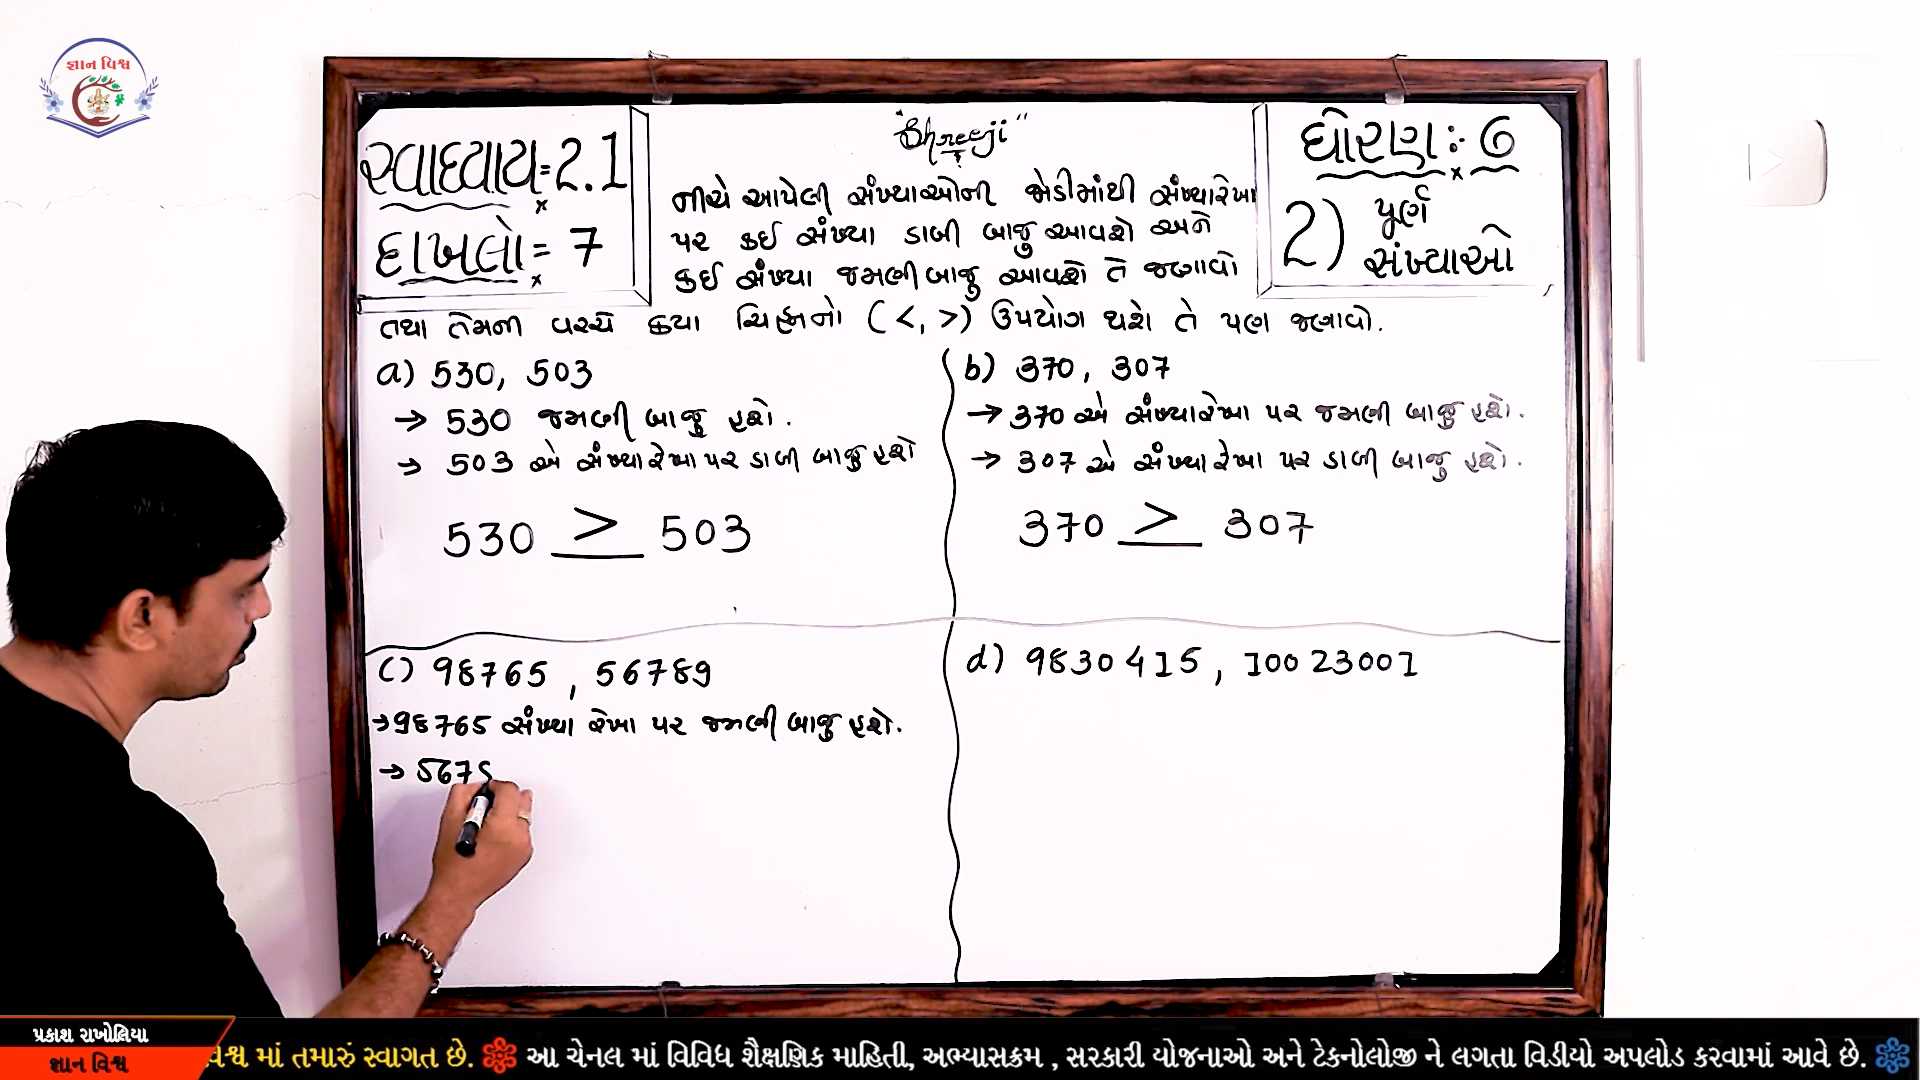 જ્ઞાન વિશ્વ
સ્વાધ્યાય = 2.1
દાખલો = 7
"Shreeji"
ધોરણ :- ૬
2) પૂર્ણ
સંખ્યાઓ
નીચે આપેલી સંખ્યાઓની જોડીમાંથી સંખ્યારેખા
પર કઈ સંખ્યા ડાબી બાજુ આવશે અને
કઈ સંખ્યા જમણી બાજુ આવશે તે જણાવો
તથા તેમની વચ્ચે કયા ચિહ્નનો ( <, >) ઉપયોગ થશે તે પણ જણાવો.
a) 530, 503
→ 530 જમણી બાજુ હશે.
→ 503 એ સંખ્યારેખા પર ડાબી બાજુ હશે
530 > 503
b) 370, 307
→ 370 એ સંખ્યારેખા પર જમણી બાજુ હશે.
→ 307 એ સંખ્યારેખા પર ડાબી બાજુ હશે.
370 > 307
c) 98765 , 56789
→ 98765 સંખ્યા રેખા પર જમણી બાજુ હશે.
→ 567
d) 9830415, 10023001
પ્રકાશ રાખોલિયા
જ્ઞાન વિશ્વ
વિશ્વ માં તમારું સ્વાગત છે. આ ચેનલ માં વિવિધ શૈક્ષણિક માહિતી, અભ્યાસક્રમ , સરકારી યોજનાઓ અને ટેકનોલોજી ને લગતા વિડીયો અપલોડ કરવામાં આવે છે.